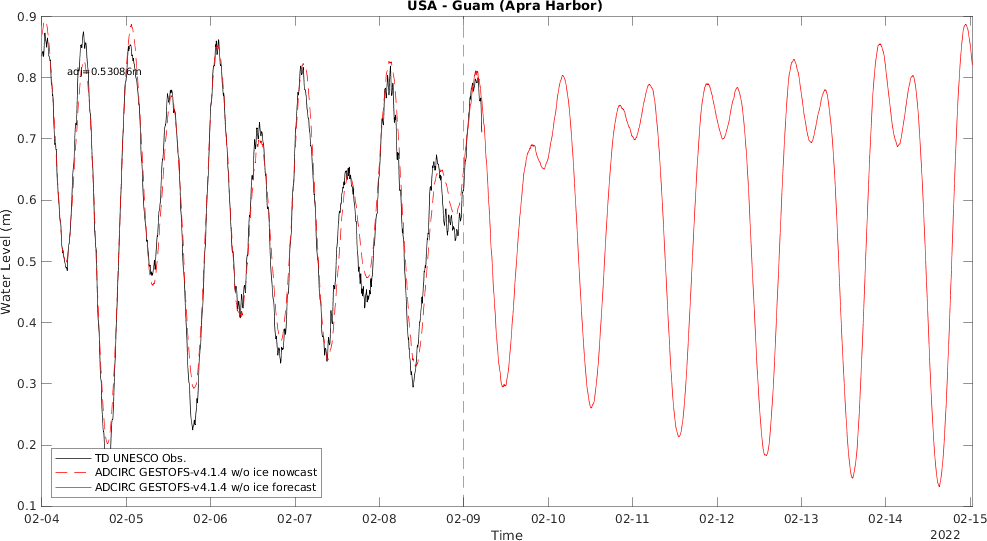 USA - Guam (Apra Harbor)
0.9
0.8
0.7
0.6
0.5
0.4
0.3
0.2
0.1
Water Level (m)
adj=0.53086m
TD UNESCO Obs.
ADCIRC GESTOFS-v4.1.4 w/o ice nowcast
ADCIRC GESTOFS-v4.1.4 w/o ice forecast
02-04 02-05 02-06 02-07 02-08 02-09 02-10 02-11 02-12 02-13 02-14 02-15
Time
2022